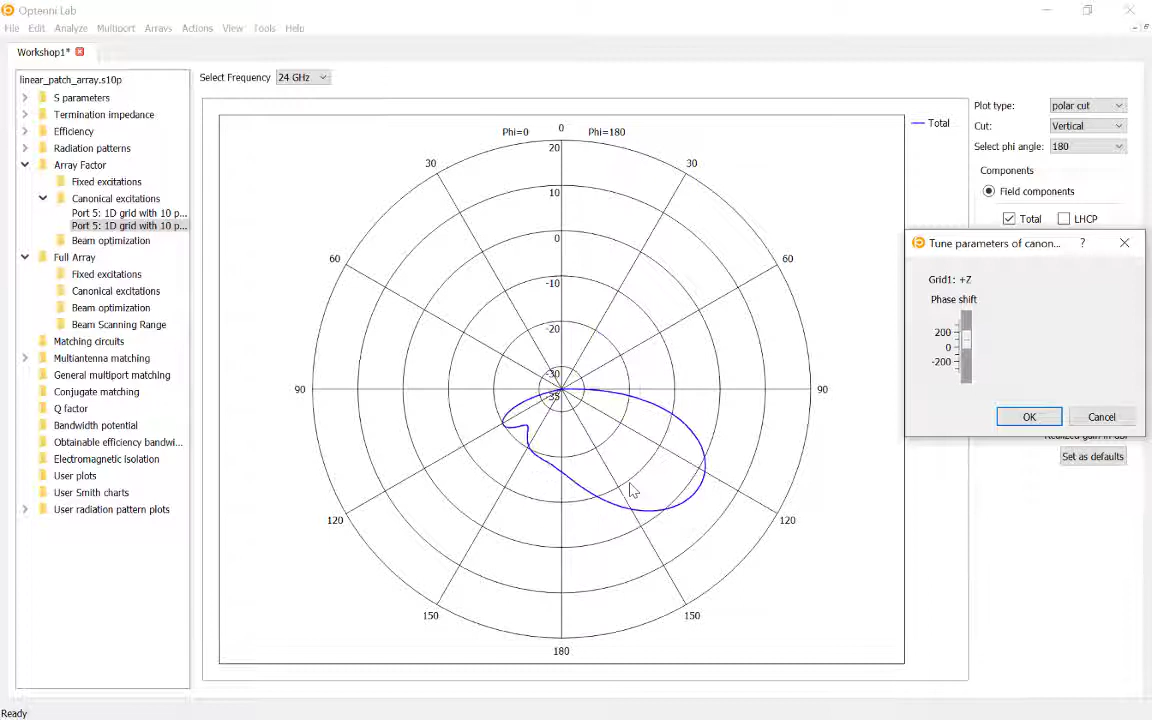 Optenni Lab
File Edit Analyze Multiport Arrays Actions View Tools Help
Workshop1*
linear_patch_array.s10p
S parameters
Termination impedance
Efficiency
Radiation patterns
Array Factor
Fixed excitations
Canonical excitations
Port 5: 1D grid with 10 p...
Port 5: 1D grid with 10 p...
Beam optimization
Full Array
Fixed excitations
Canonical excitations
Beam optimization
Beam Scanning Range
Matching circuits
Multiantenna matching
General multiport matching
Conjugate matching
Q factor
Bandwidth potential
Obtainable efficiency bandwi...
Electromagnetic isolation
User plots
User Smith charts
User radiation pattern plots
Select Frequency 24 GHz
Phi=0 0 Phi=180
20
30 30
10
0
60 60
-10
-20
-30
-35
90 90
120 120
150 150
180
Total
Plot type: polar cut
Cut: Vertical
Select phi angle: 180
Components
Field components
Total LHCP
Tune parameters of canon... ?
Grid1: +Z
Phase shift
200
0
-200
OK Cancel
Set as defaults
Ready